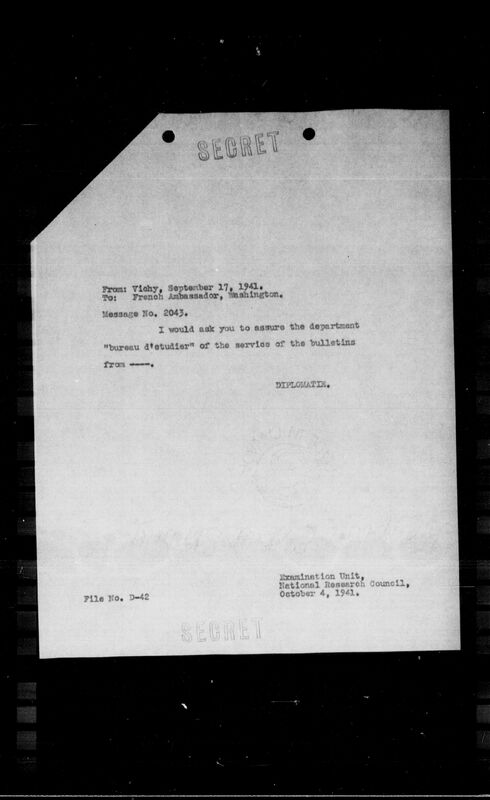 SECRET
From: Vichy, September 17, 1941.
To: French Ambassador, Washington.
Message No. 2043.
I would ask you to assure the department
"bureau d'etudier" of the service of the bulletins
from ----.
DIPLOMATIE.
Examination Unit,
National Research Council,
October 4, 1941.
File No. D-42
SECRET